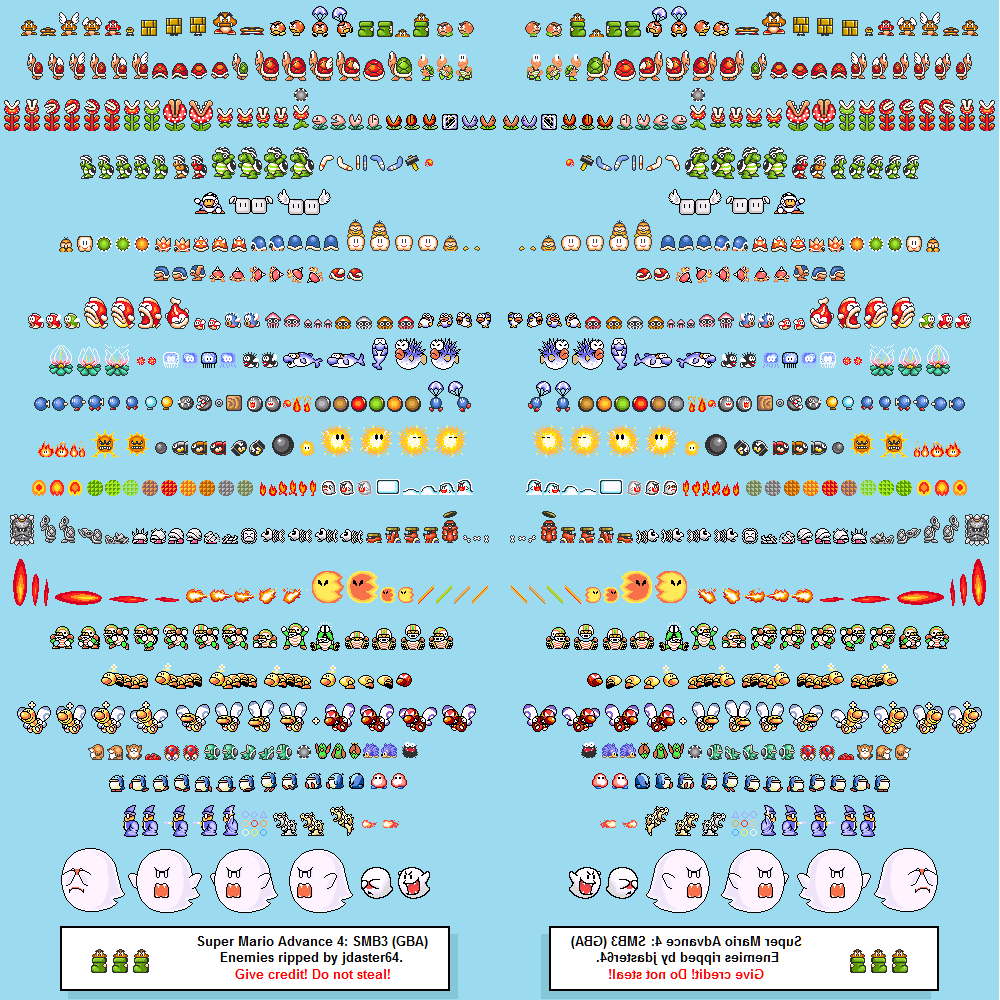 Super Mario Advance 4: SMB3 (GBA)
Enemies ripped by jdaster64.
Give credit! Do not steal!
Super Mario Advance 4: SMB3 (GBA)
Enemies ripped by jdaster64.
Give credit! Do not steal!